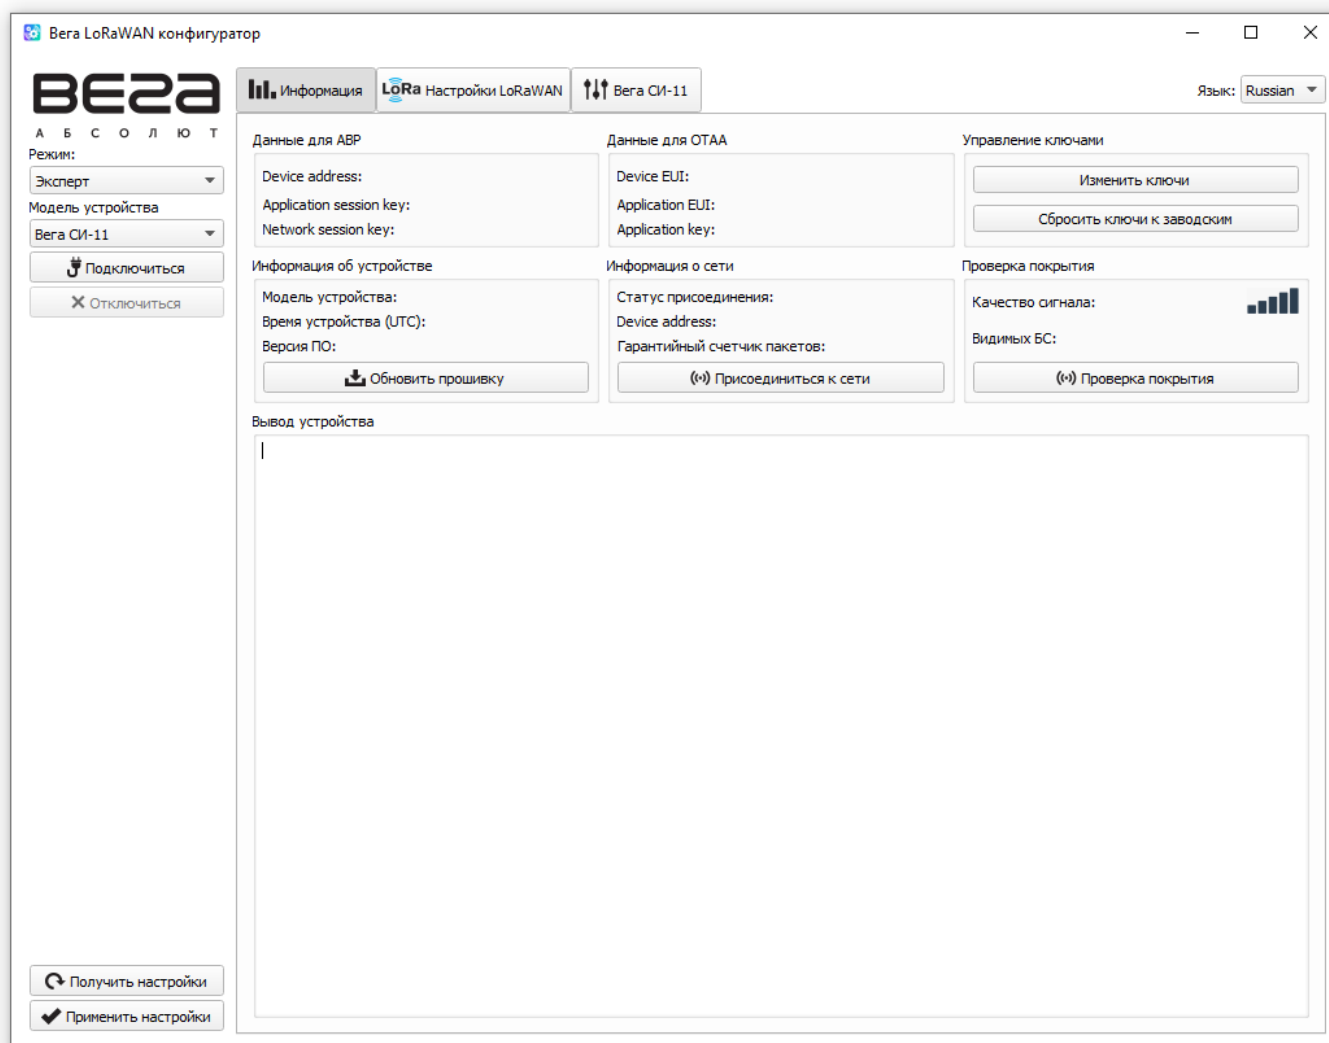 Вега LoRaWAN конфигуратор
ВЕГА
АБСОЛЮТ
Режим:
Эксперт
Модель устройства
Вега СИ-11
Подключиться
Отключиться
Получить настройки
Применить настройки
Информация
LoRa Настройки LoRaWAN
Вега СИ-11
Язык: Russian
Данные для ABP
Device address:
Application session key:
Network session key:
Данные для OTAA
Device EUI:
Application EUI:
Application key:
Управление ключами
Изменить ключи
Сбросить ключи к заводским
Информация об устройстве
Модель устройства:
Время устройства (UTC):
Версия ПО:
Обновить прошивку
Информация о сети
Статус присоединения:
Device address:
Гарантийный счетчик пакетов:
Присоединиться к сети
Проверка покрытия
Качество сигнала:
Видимых БС:
Проверка покрытия
Вывод устройства